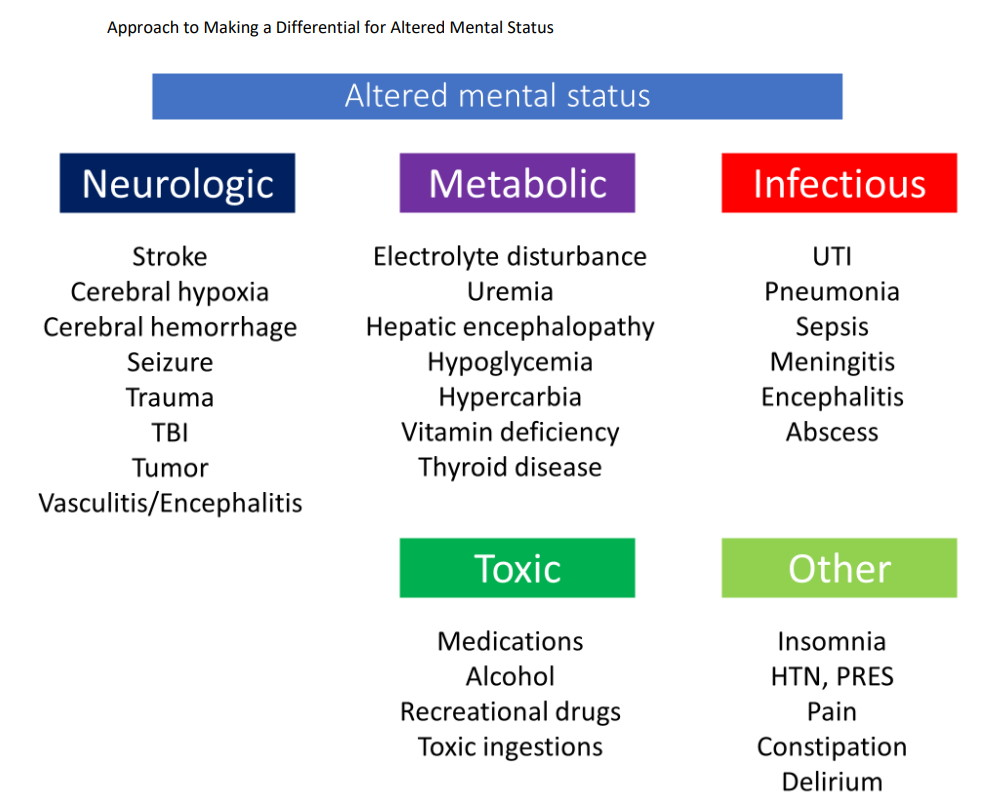 Approach to Making a Differential for Altered Mental Status
Altered mental status
Neurologic
Stroke
Cerebral hypoxia
Cerebral hemorrhage
Seizure
Trauma
TBI
Tumor
Vasculitis/Encephalitis
Metabolic
Electrolyte disturbance
Uremia
Hepatic encephalopathy
Hypoglycemia
Hypercarbia
Vitamin deficiency
Thyroid disease
Infectious
UTI
Pneumonia
Sepsis
Meningitis
Encephalitis
Abscess
Toxic
Medications
Alcohol
Recreational drugs
Toxic ingestions
Other
Insomnia
HTN, PRES
Pain
Constipation
Delirium